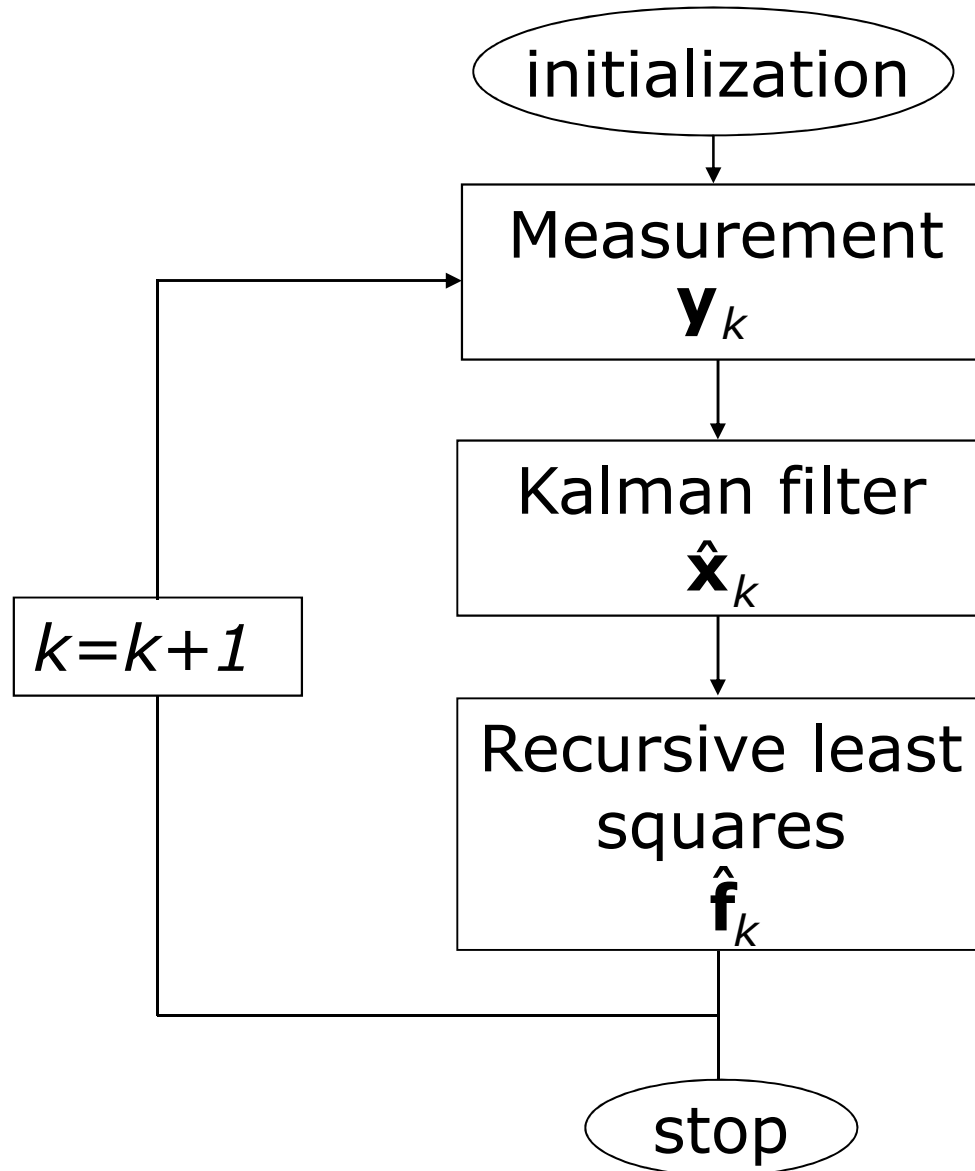 initialization
Measurement
y_k
Kalman filter
x̂_k
k=k+1
Recursive least
squares
f̂_k
stop